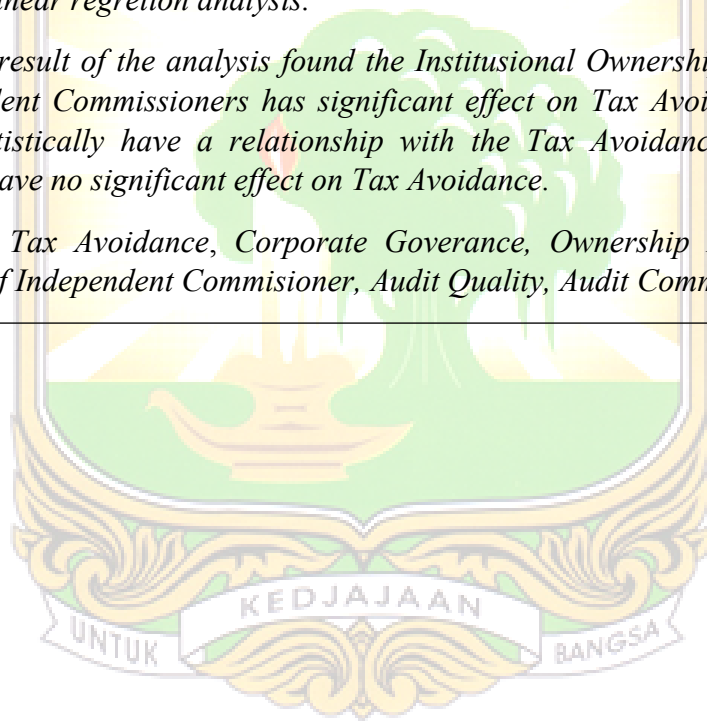 near regretion analysis.
result of the analysis found the Institusional Ownershi
lent Commissioners has significant effect on Tax Avoi
tistically have a relationship with the Tax Avoidanc
ave no significant effect on Tax Avoidance.
Tax Avoidance, Corporate Goverance, Ownership
f Independent Commisioner, Audit Quality, Audit Comm
UNTUK KEDJAJAAN BANGSA